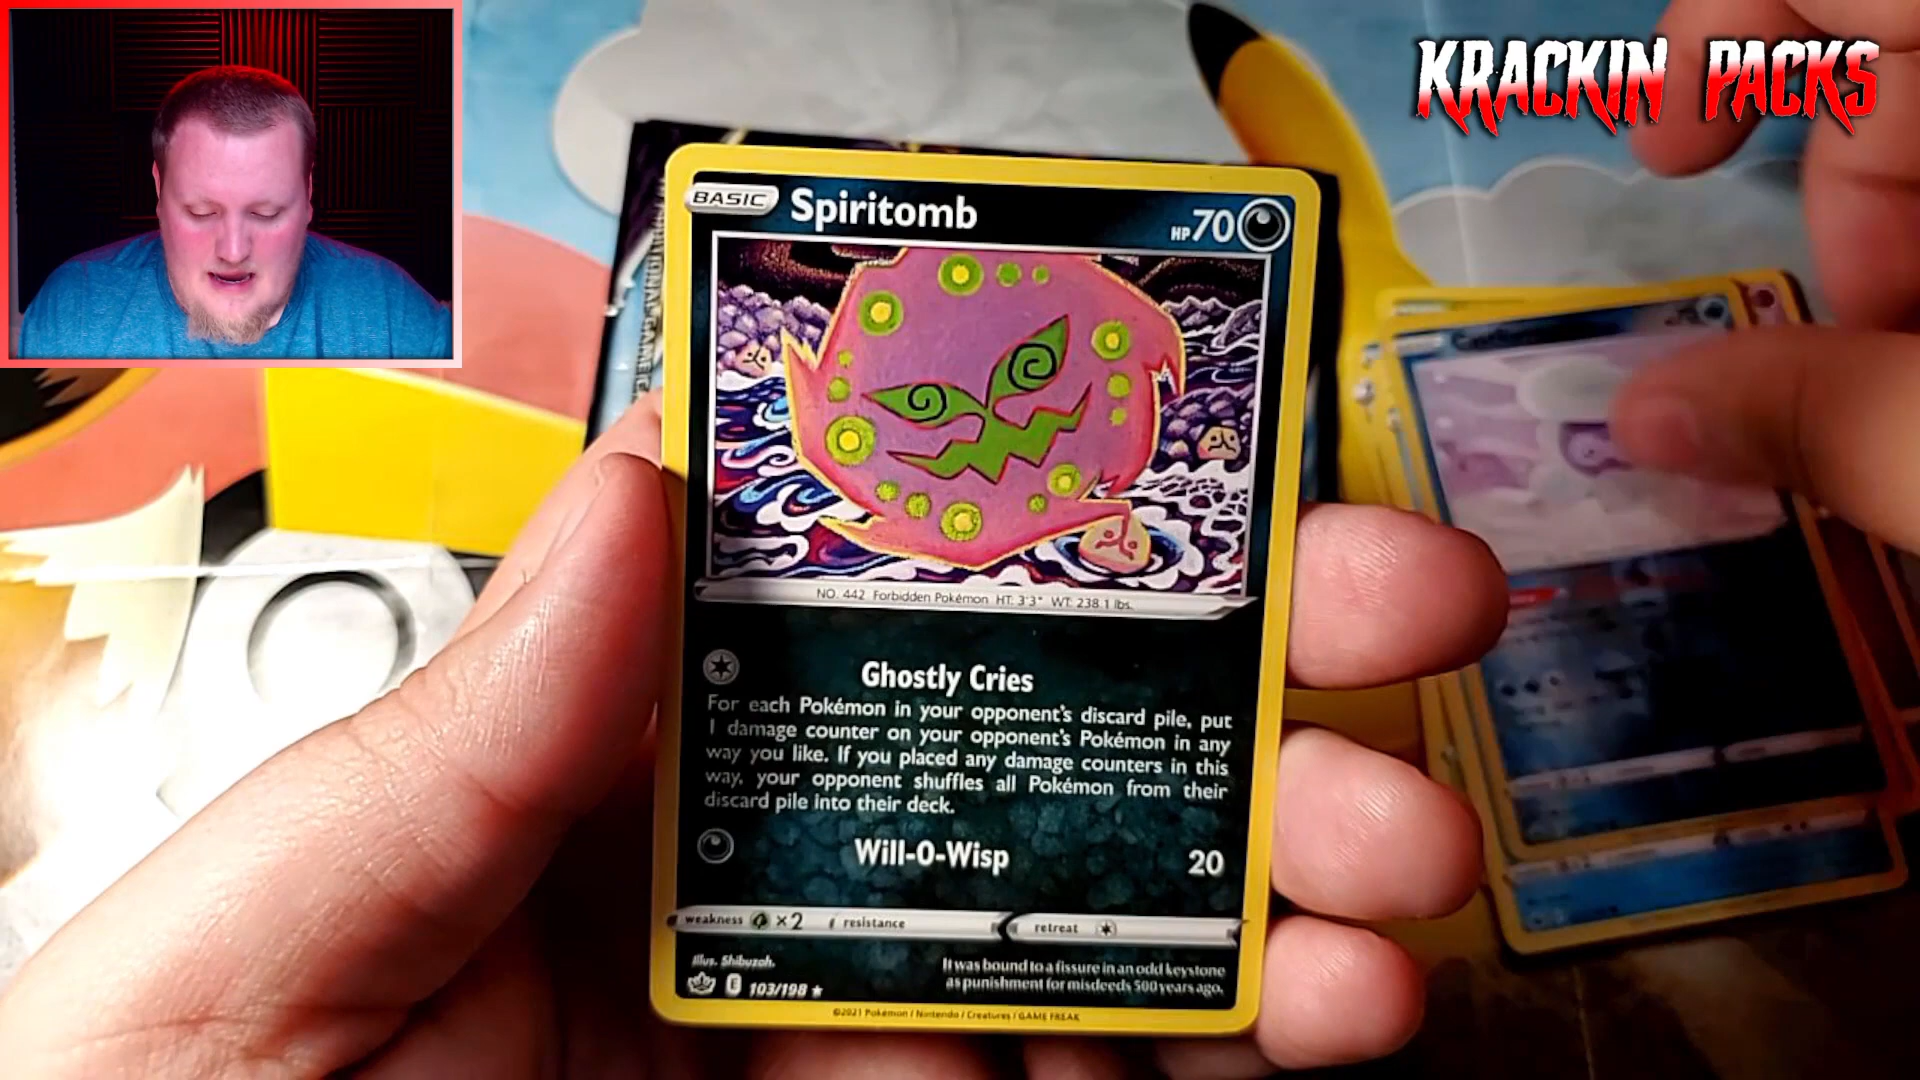 KRACKIN PACKS
BASIC
Spiritomb
HP 70
NO. 442 Forbidden Pokémon HT: 3'3" WT: 238.1 lbs.
Ghostly Cries
For each Pokémon in your opponent's discard pile, put
1 damage counter on your opponent's Pokémon in any
way you like. If you placed any damage counters in this
way, your opponent shuffles all Pokémon from their
discard pile into their deck.
Will-O-Wisp 20
weakness ×2 resistance retreat
Illus. Shibuzoh.
It was bound to a fissure in an odd keystone
as punishment for misdeeds 500 years ago.
E 103/198 ★
©2021 Pokémon / Nintendo / Creatures / GAME FREAK